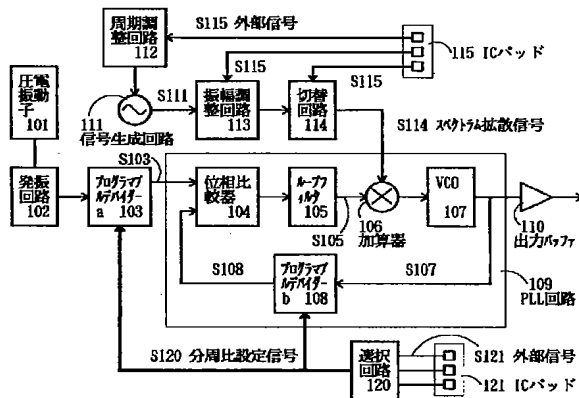 周期調
整回路
112
S115 外部信号
115 ICパッド
圧電
振動
子
101
S111
S115
S115
111
信号生成回路
振幅調
整回路
113
切替
回路
114
S114 スペクトラム拡散信号
S103
発振
回路
102
プログラマブ
ルデバイダー
a 103
位相比
較器
104
ループフ
ィルタ
105
S105
106
加算器
VCO
107
110
出力バッファ
S108
プログラマブ
ルデバイダー
b 108
S107
109
PLL回路
S120 分周比設定信号
選択
回路
120
S121 外部信号
121 ICパッド